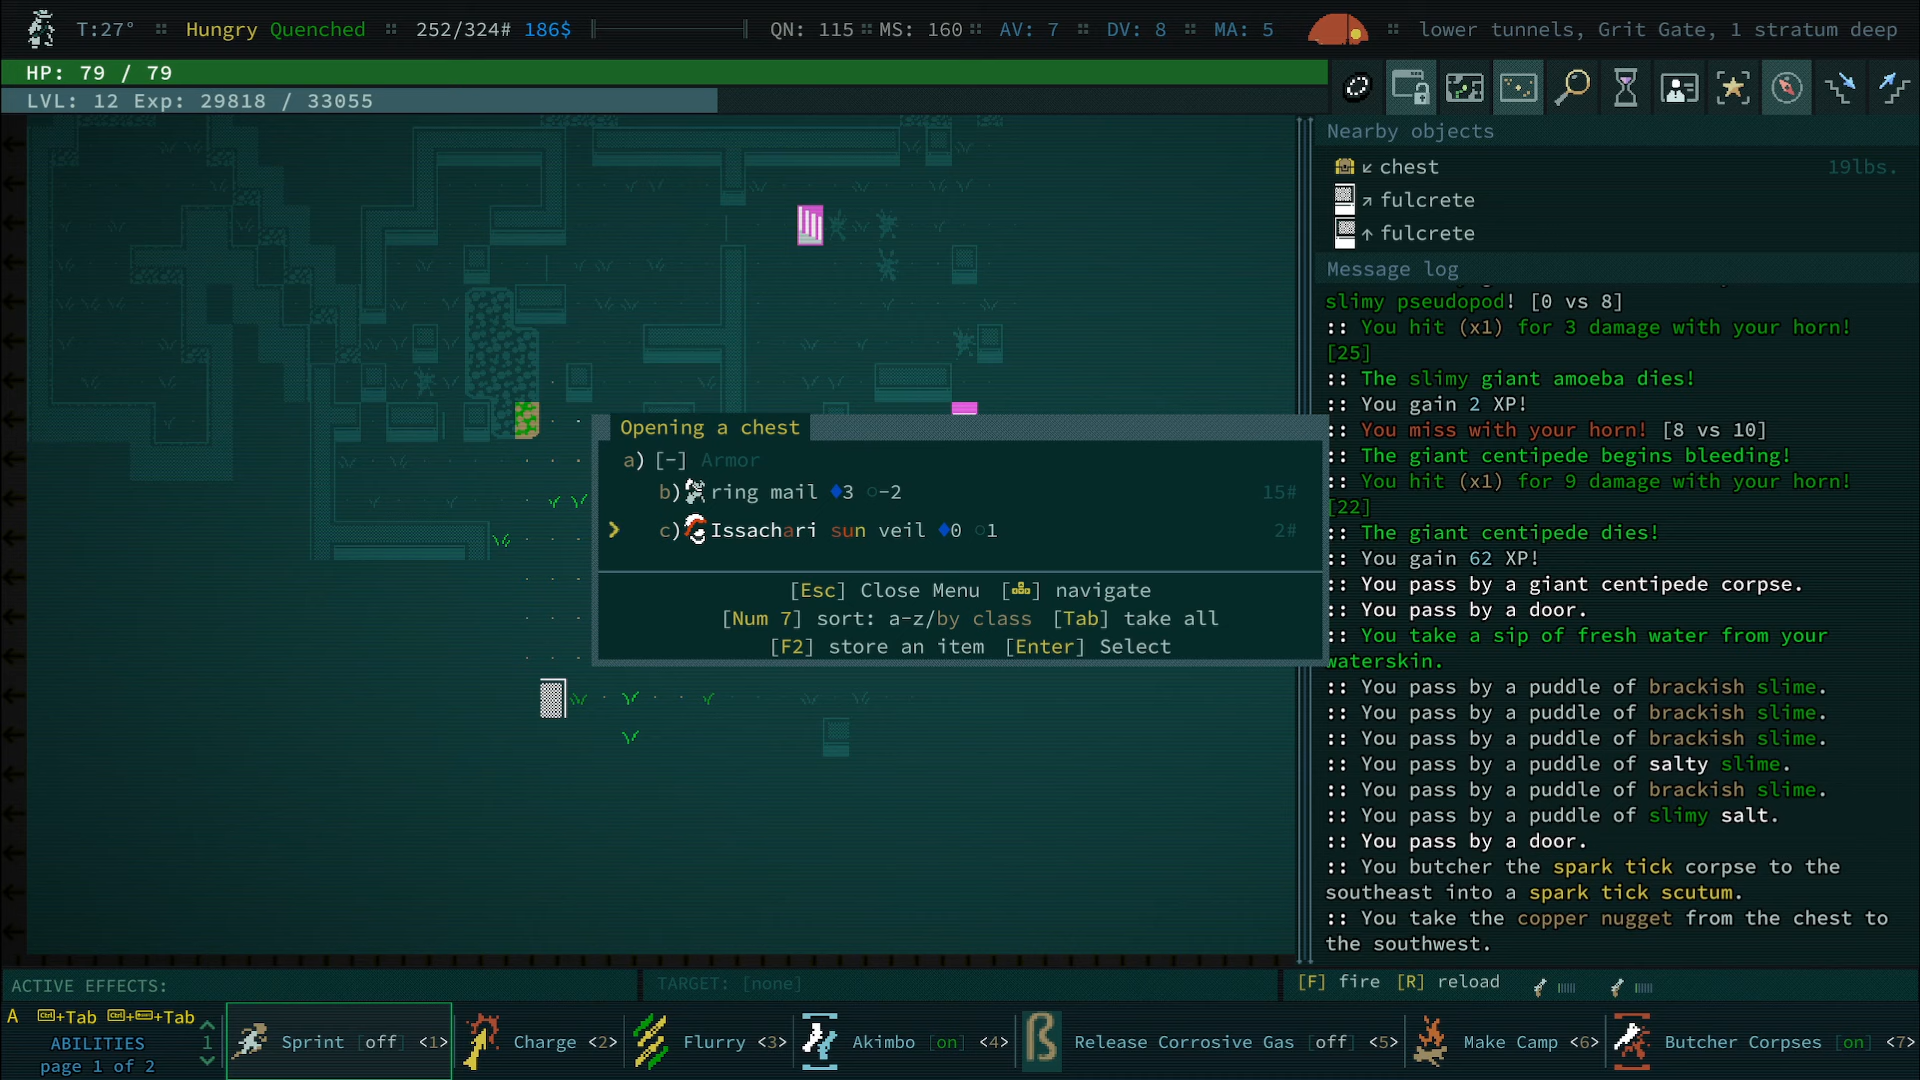 T:27° :: Hungry Quenched :: 252/324# 186$ QN: 115 :: MS: 160 :: AV: 7 :: DV: 8 :: MA: 5 :: lower tunnels, Grit Gate, 1 stratum deep
HP: 79 / 79
LVL: 12 Exp: 29818 / 33055
Nearby objects
↙ chest 19lbs.
↗ fulcrete
↑ fulcrete
Message log
slimy pseudopod! [0 vs 8]
:: You hit (x1) for 3 damage with your horn!
[25]
:: The slimy giant amoeba dies!
:: You gain 2 XP!
:: You miss with your horn! [8 vs 10]
:: The giant centipede begins bleeding!
:: You hit (x1) for 9 damage with your horn!
[22]
:: The giant centipede dies!
:: You gain 62 XP!
:: You pass by a giant centipede corpse.
:: You pass by a door.
:: You take a sip of fresh water from your
waterskin.
:: You pass by a puddle of brackish slime.
:: You pass by a puddle of brackish slime.
:: You pass by a puddle of brackish slime.
:: You pass by a puddle of salty slime.
:: You pass by a puddle of brackish slime.
:: You pass by a puddle of slimy salt.
:: You pass by a door.
:: You butcher the spark tick corpse to the
southeast into a spark tick scutum.
:: You take the copper nugget from the chest to
the southwest.
Opening a chest
a) [-] Armor
b) ring mail ♦3 ○-2 15#
> c) Issachari sun veil ♦0 ○1 2#
[Esc] Close Menu [] navigate
[Num 7] sort: a-z/by class [Tab] take all
[F2] store an item [Enter] Select
ACTIVE EFFECTS:
TARGET: [none]
[F] fire [R] reload
A Ctrl+Tab Ctrl++Tab
ABILITIES 1
page 1 of 2
Sprint [off] <1>
Charge <2>
Flurry <3>
Akimbo [on] <4>
ß Release Corrosive Gas [off] <5>
Make Camp <6>
Butcher Corpses [on] <7>